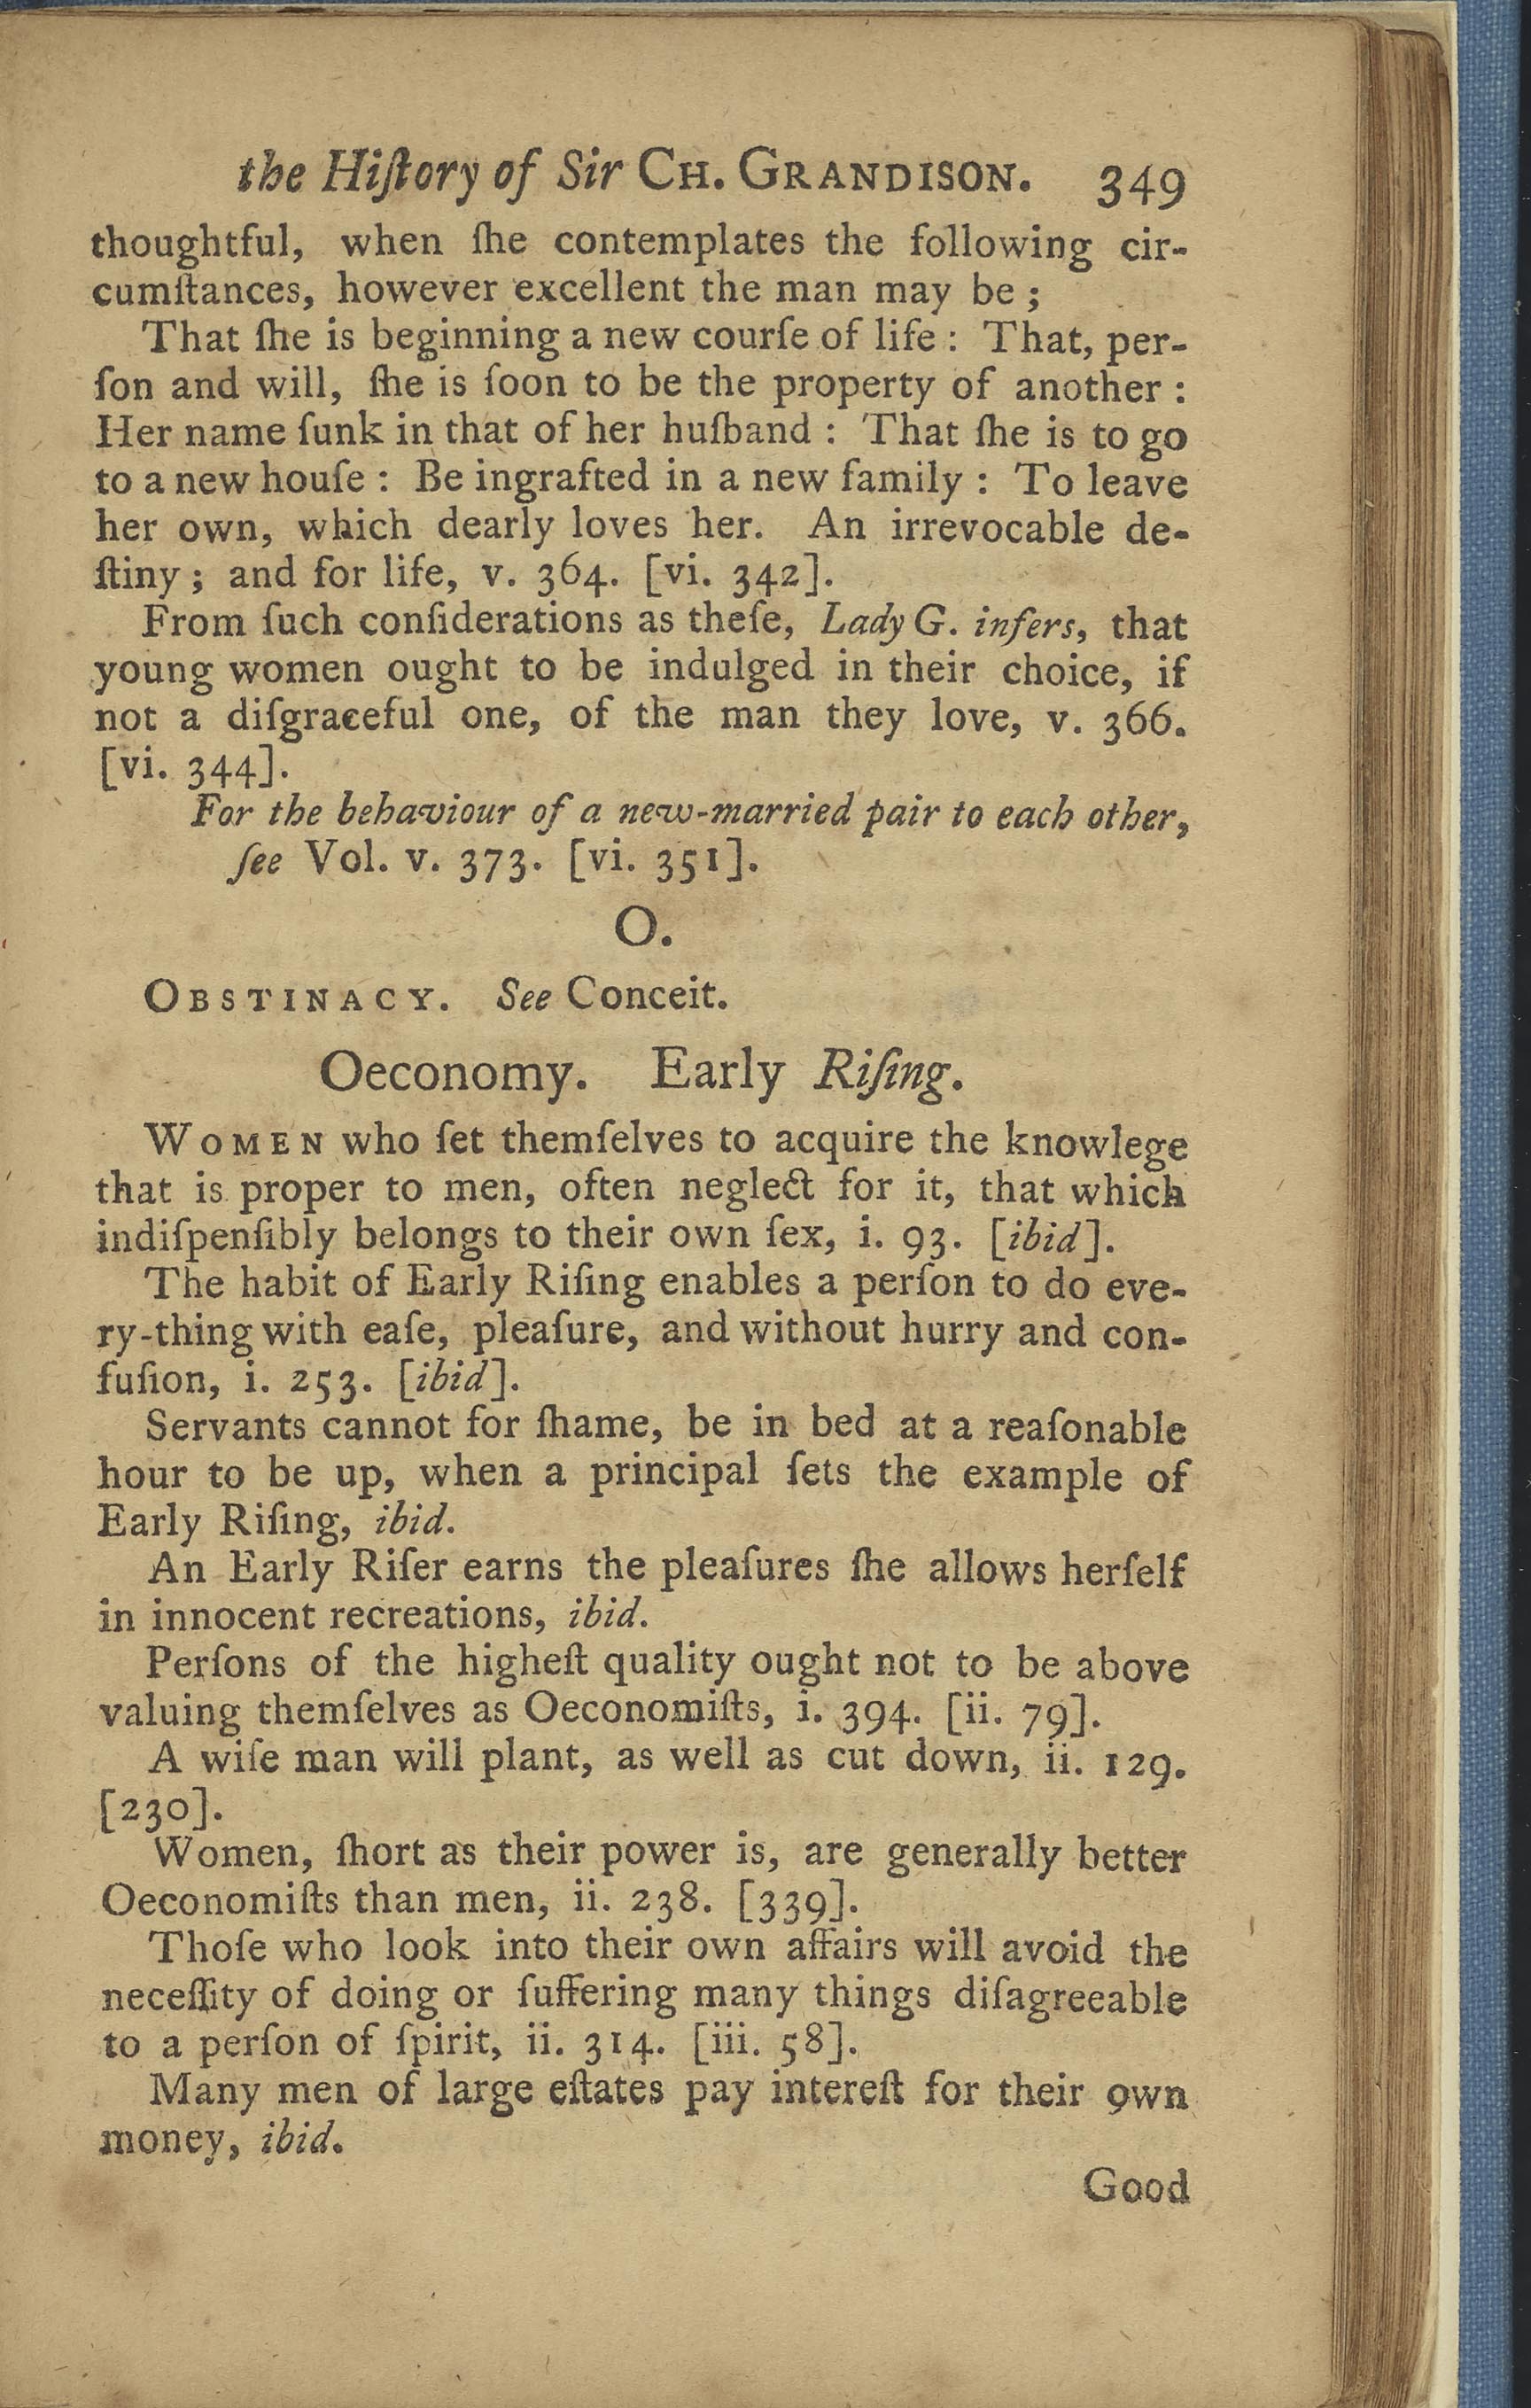 the Hiſtory of Sir CH. GRANDISON. 349
thoughtful, when ſhe contemplates the following cir-
cumſtances, however excellent the man may be ;
That ſhe is beginning a new courſe of life : That, per-
ſon and will, ſhe is ſoon to be the property of another :
Her name ſunk in that of her huſband : That ſhe is to go
to a new houſe : Be ingrafted in a new family : To leave
her own, which dearly loves her. An irrevocable de-
ſtiny ; and for life, v. 364. [vi. 342].
From ſuch conſiderations as theſe, Lady G. infers, that
young women ought to be indulged in their choice, if
not a diſgraceful one, of the man they love, v. 366.
[vi. 344].
For the behaviour of a new-married pair to each other,
ſee Vol. v. 373. [vi. 351].
O.
OBSTINACY. See Conceit.
Oeconomy. Early Riſing.
WOMEN who ſet themſelves to acquire the knowlege
that is proper to men, often neglect for it, that which
indiſpenſibly belongs to their own ſex, i. 93. [ibid].
The habit of Early Riſing enables a perſon to do eve-
ry-thing with eaſe, pleaſure, and without hurry and con-
fuſion, i. 253. [ibid].
Servants cannot for ſhame, be in bed at a reaſonable
hour to be up, when a principal ſets the example of
Early Riſing, ibid.
An Early Riſer earns the pleaſures ſhe allows herſelf
in innocent recreations, ibid.
Perſons of the higheſt quality ought not to be above
valuing themſelves as Oeconomiſts, i. 394. [ii. 79].
A wiſe man will plant, as well as cut down, ii. 129.
[230].
Women, ſhort as their power is, are generally better
Oeconomiſts than men, ii. 238. [339].
Thoſe who look into their own affairs will avoid the
neceſſity of doing or ſuffering many things diſagreeable
to a perſon of ſpirit, ii. 314. [iii. 58].
Many men of large eſtates pay intereſt for their own
money, ibid.
Good